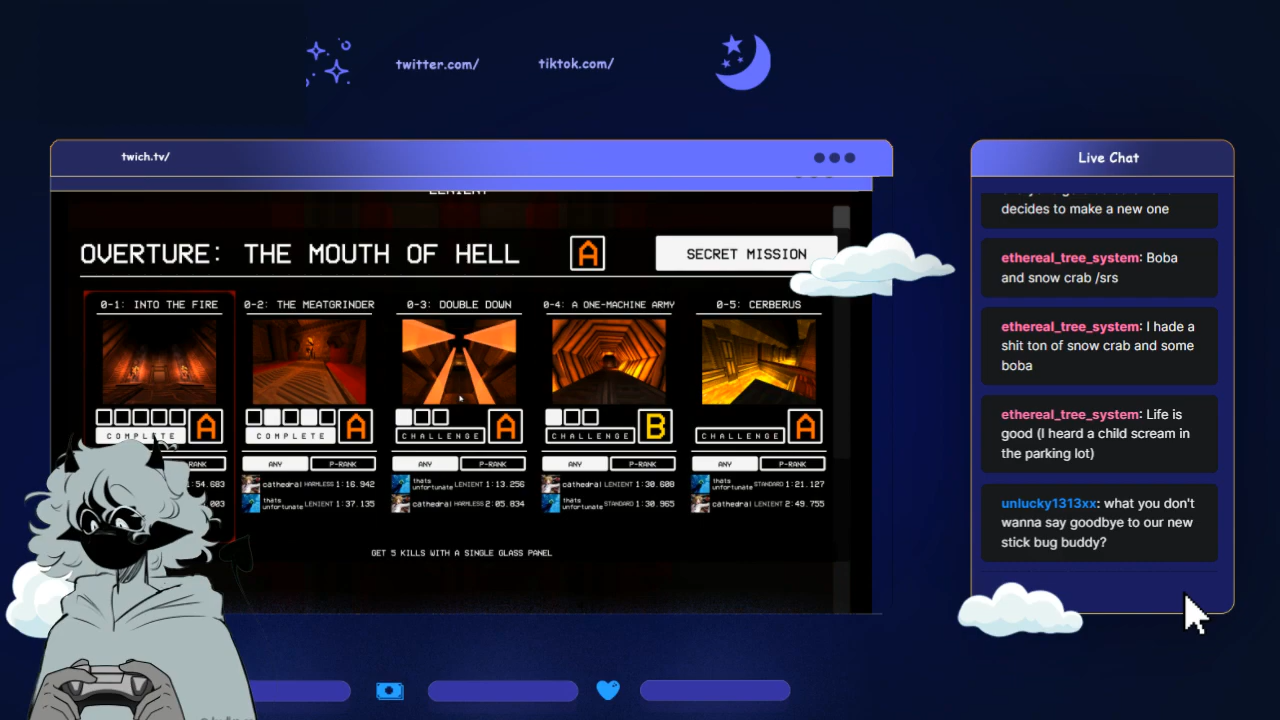 twitter.com/
tiktok.com/
twich.tv/
Live Chat
LENIENT
OVERTURE: THE MOUTH OF HELL
A
SECRET MISSION
0-1: INTO THE FIRE
0-2: THE MEATGRINDER
0-3: DOUBLE DOWN
0-4: A ONE-MACHINE ARMY
0-5: CERBERUS
COMPLETE
A
COMPLETE
A
CHALLENGE
A
CHALLENGE
B
CHALLENGE
A
-RANK
ANY
P-RANK
ANY
P-RANK
ANY
P-RANK
ANY
P-RANK
:54.683
cathedral HARMLESS 1:16.942
thats unfortunate LENIENT 1:13.256
cathedral LENIENT 1:30.608
thats unfortunate STANDARD 1:21.127
003
thats unfortunate LENIENT 1:37.135
cathedral HARMLESS 2:05.834
thats unfortunate STANDARD 1:30.965
cathedral LENIENT 2:49.755
GET 5 KILLS WITH A SINGLE GLASS PANEL
decides to make a new one
ethereal_tree_system: Boba
and snow crab /srs
ethereal_tree_system: I hade a
shit ton of snow crab and some
boba
ethereal_tree_system: Life is
good (I heard a child scream in
the parking lot)
unlucky1313xx: what you don't
wanna say goodbye to our new
stick bug buddy?